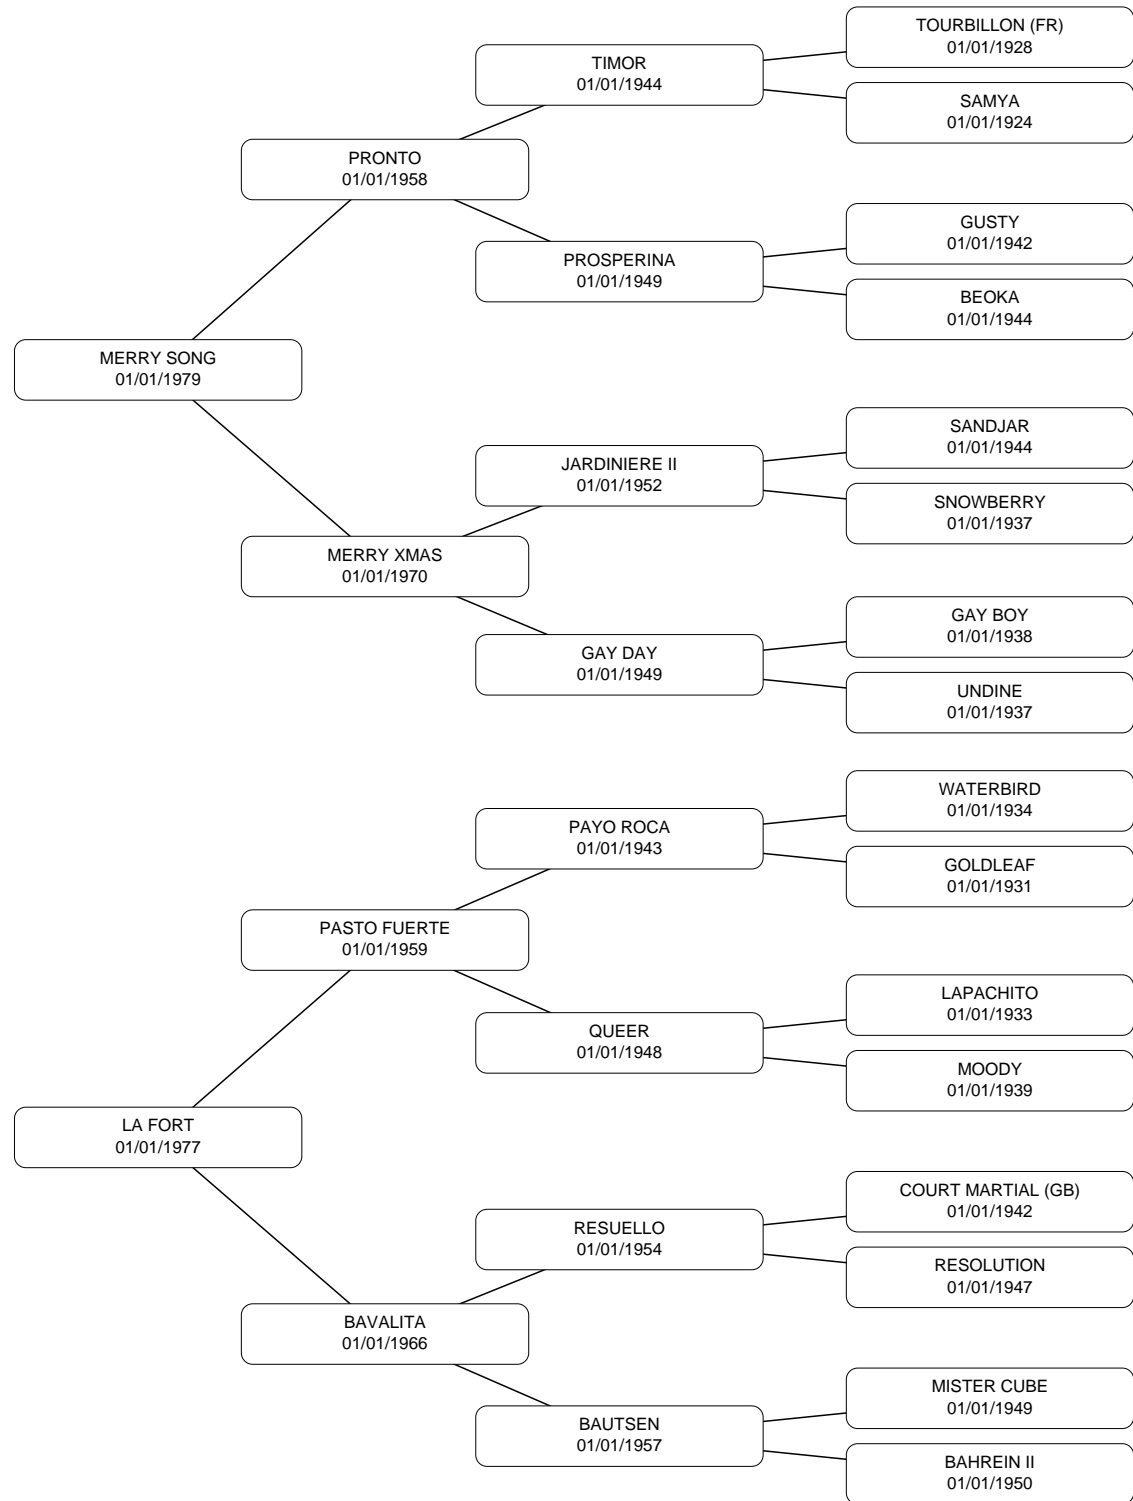 TOURBILLON (FR)
01/01/1928
TIMOR
01/01/1944
SAMYA
01/01/1924
PRONTO
01/01/1958
GUSTY
01/01/1942
PROSPERINA
01/01/1949
BEOKA
01/01/1944
MERRY SONG
01/01/1979
SANDJAR
01/01/1944
JARDINIERE II
01/01/1952
SNOWBERRY
01/01/1937
MERRY XMAS
01/01/1970
GAY BOY
01/01/1938
GAY DAY
01/01/1949
UNDINE
01/01/1937
WATERBIRD
01/01/1934
PAYO ROCA
01/01/1943
GOLDLEAF
01/01/1931
PASTO FUERTE
01/01/1959
LAPACHITO
01/01/1933
QUEER
01/01/1948
MOODY
01/01/1939
LA FORT
01/01/1977
COURT MARTIAL (GB)
01/01/1942
RESUELLO
01/01/1954
RESOLUTION
01/01/1947
BAVALITA
01/01/1966
MISTER CUBE
01/01/1949
BAUTSEN
01/01/1957
BAHREIN II
01/01/1950